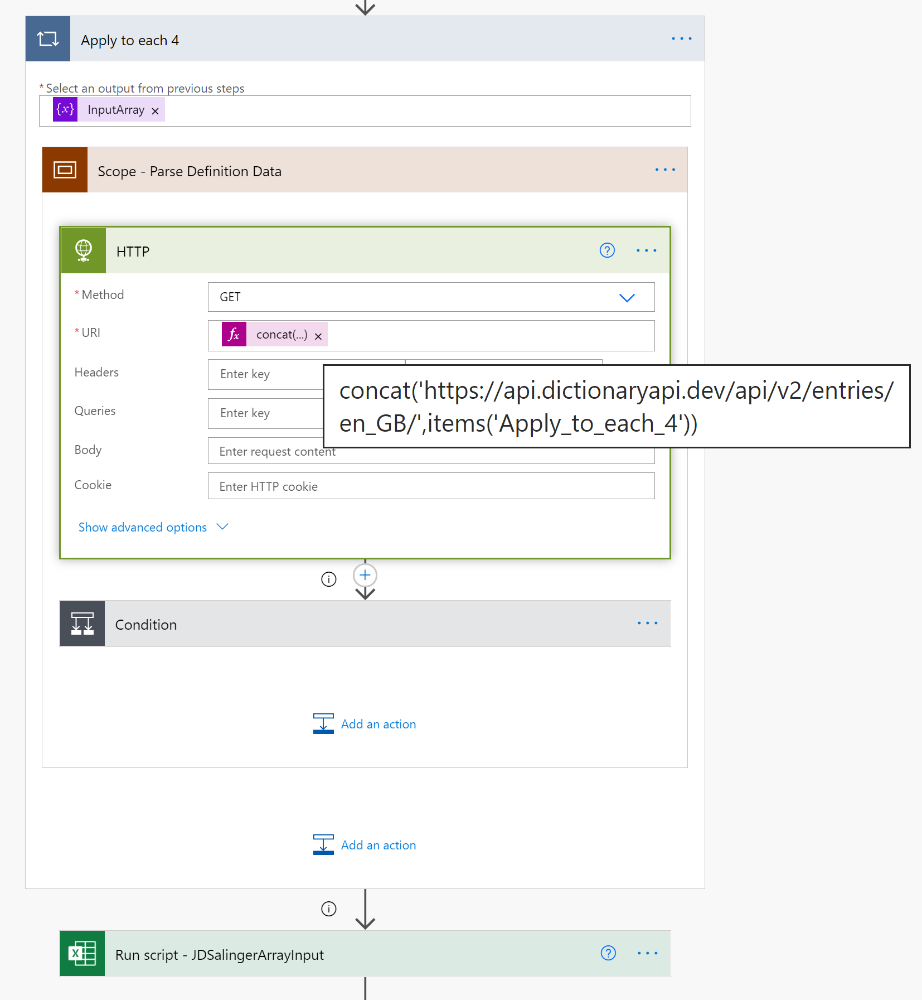 Apply to each 4
* Select an output from previous steps
{x} InputArray ×
Scope - Parse Definition Data
HTTP
* Method
GET
* URI
fx concat(...) ×
Headers
Enter key
concat('https://api.dictionaryapi.dev/api/v2/entries/
en_GB/',items('Apply_to_each_4'))
Queries
Enter key
Body
Enter request content
Cookie
Enter HTTP cookie
Show advanced options
Condition
Add an action
Add an action
Run script - JDSalingerArrayInput